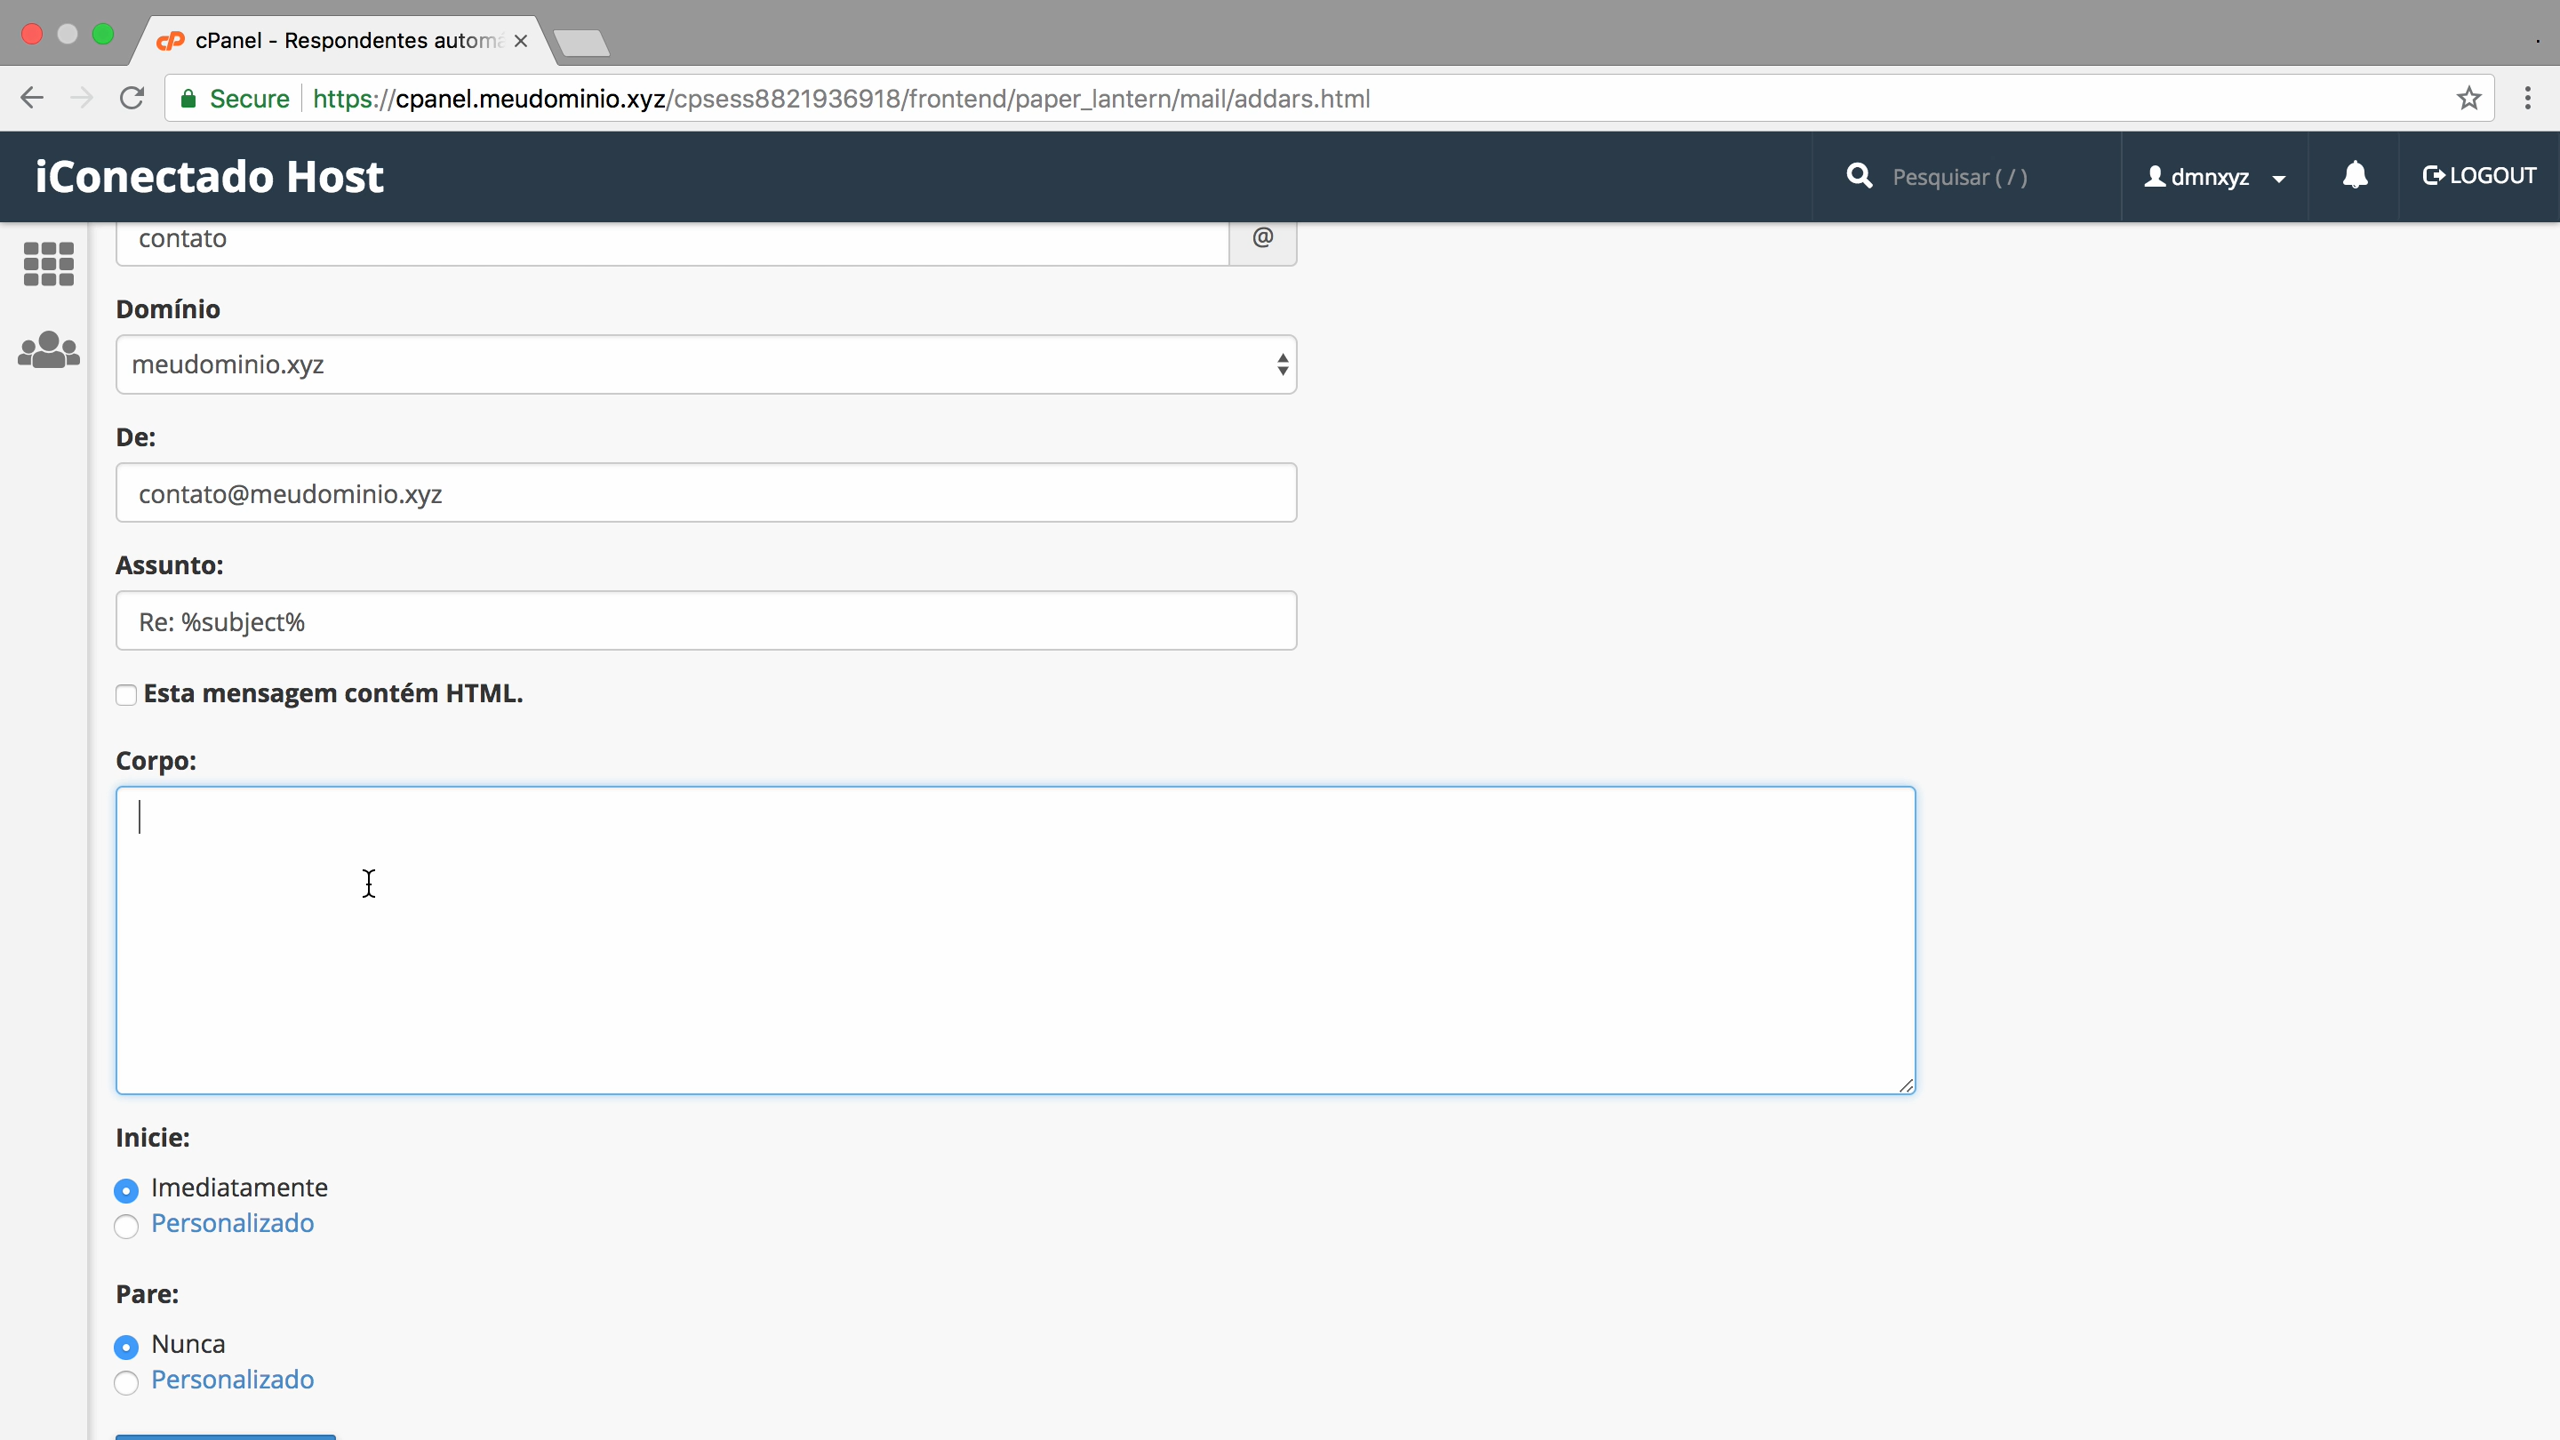 cPanel - Respondentes autom
Secure https://cpanel.meudominio.xyz/cpsess8821936918/frontend/paper_lantern/mail/addars.html
iConectado Host
Pesquisar ( / )
dmnxyz
LOGOUT
contato
@
Domínio
meudominio.xyz
De:
contato@meudominio.xyz
Assunto:
Re: %subject%
Esta mensagem contém HTML.
Corpo:
Inicie:
Imediatamente
Personalizado
Pare:
Nunca
Personalizado